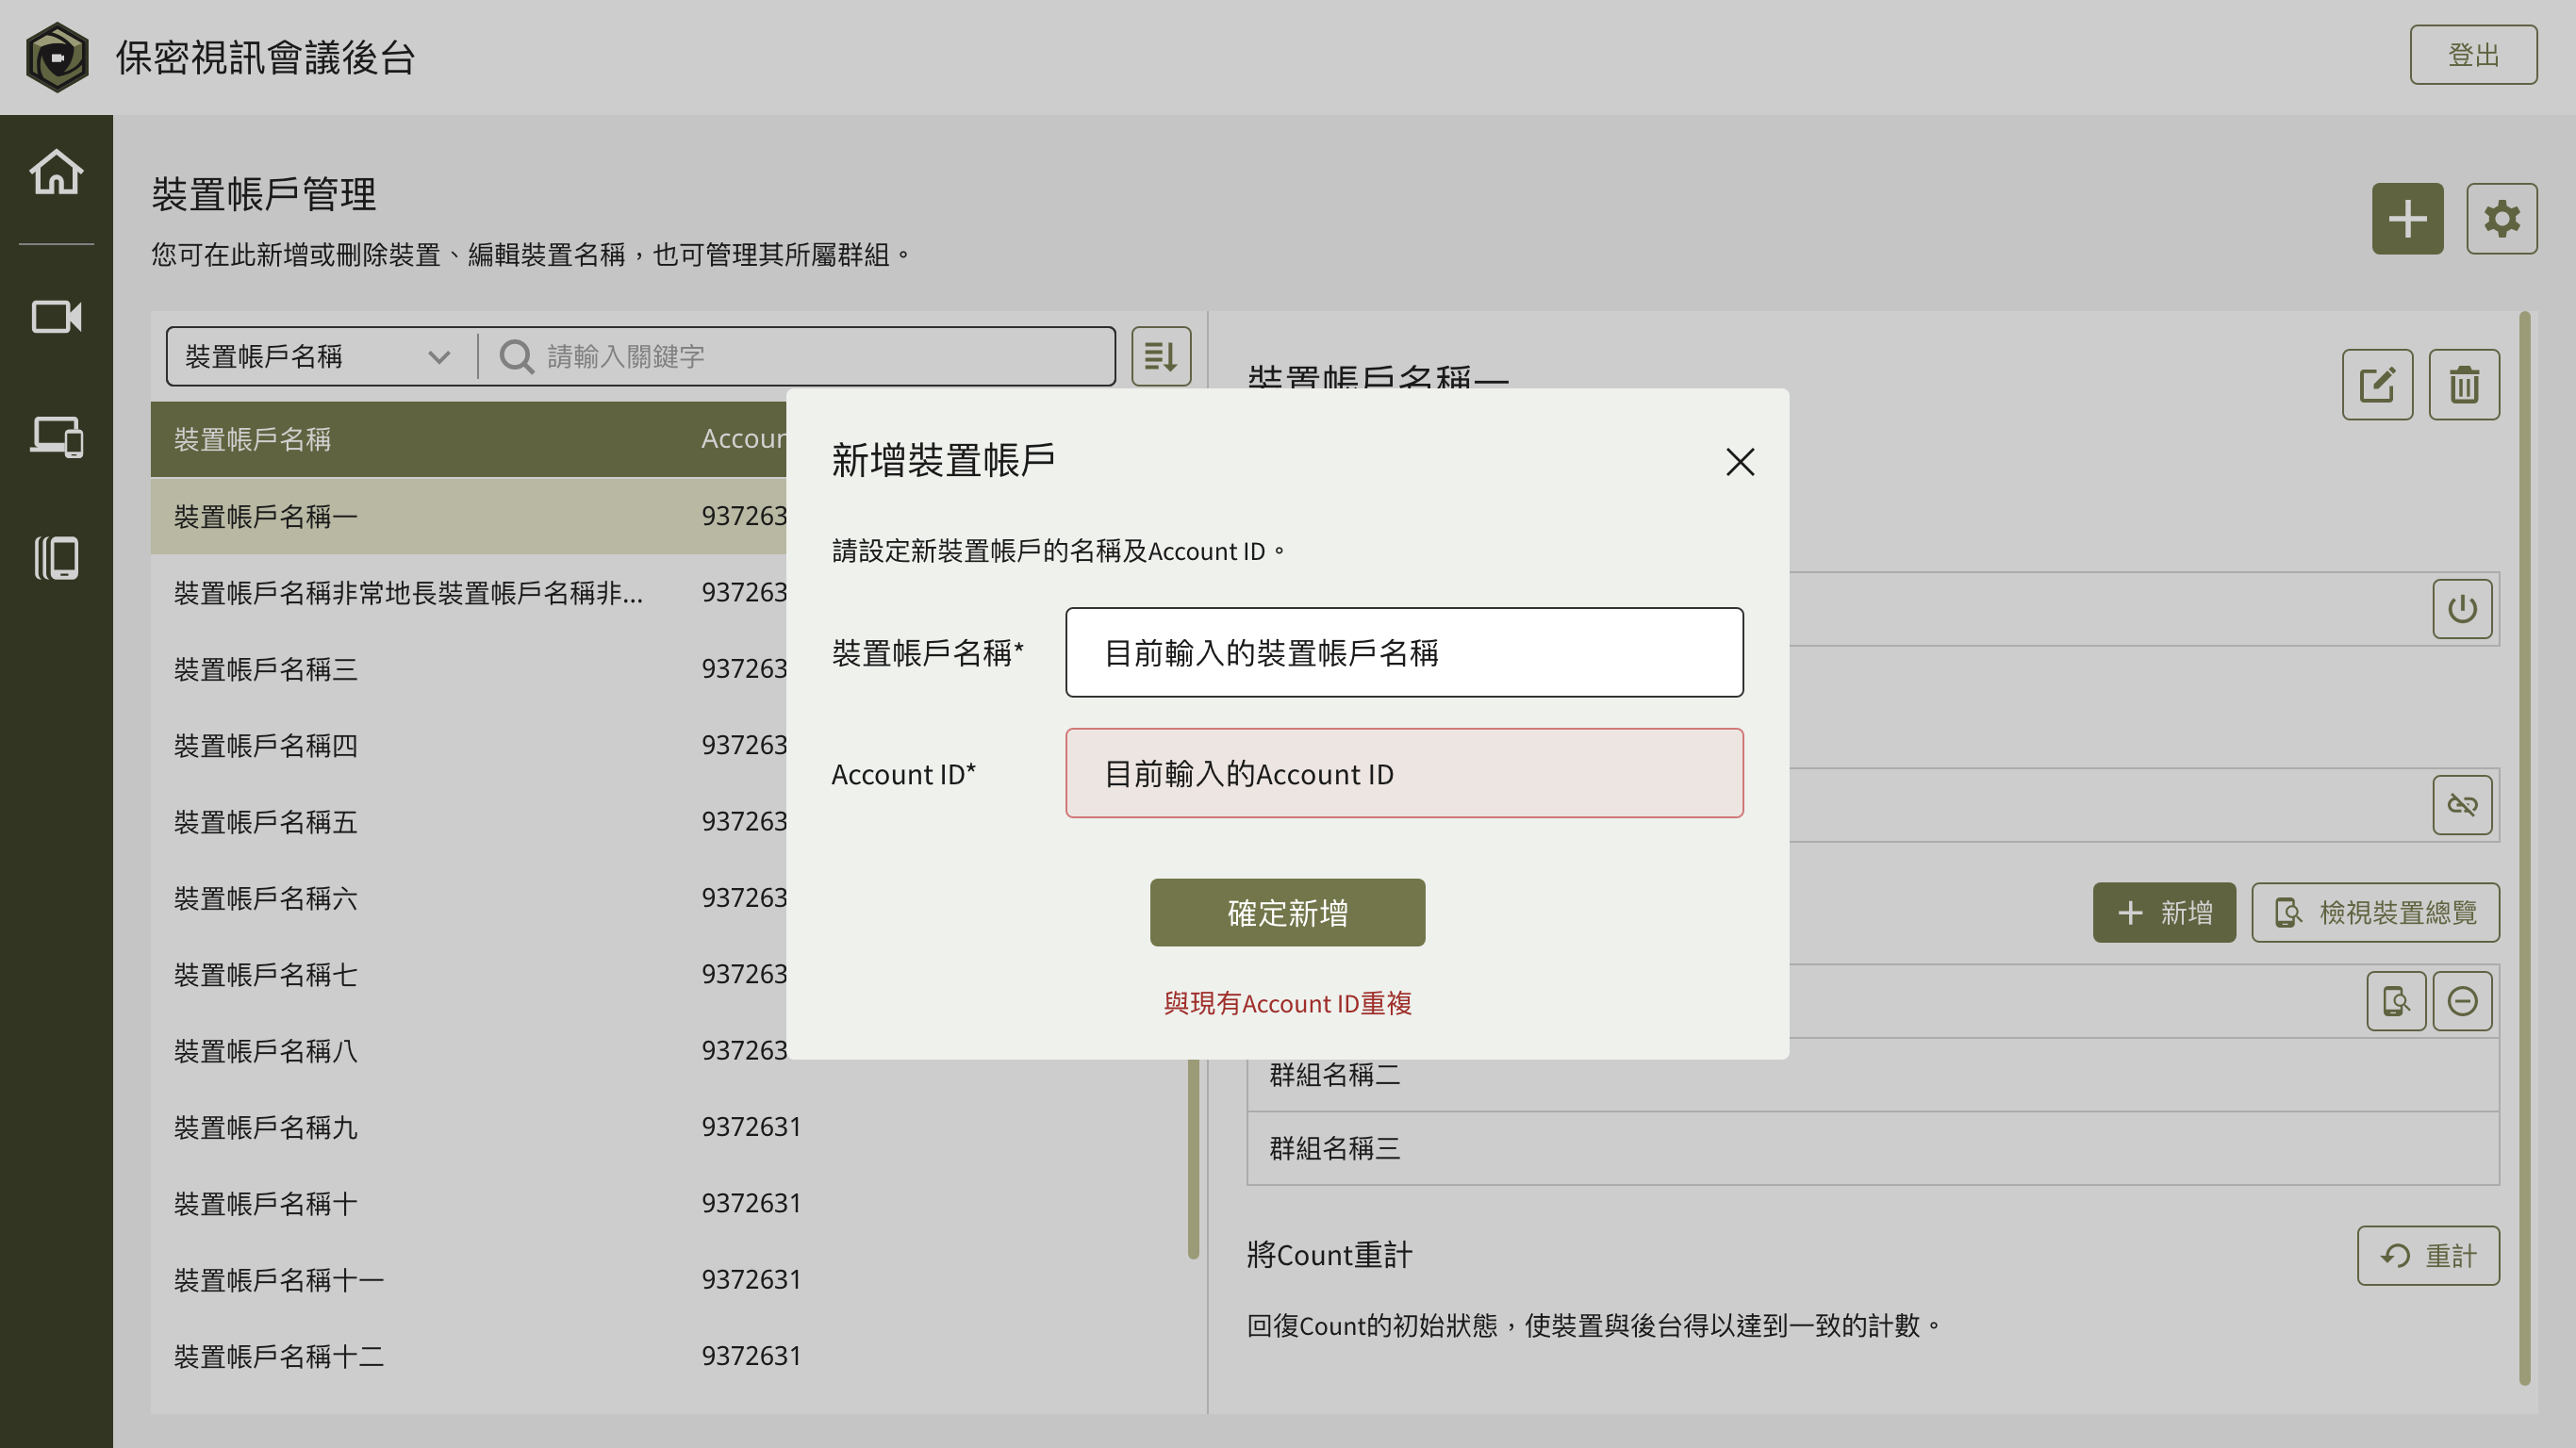 保密視訊會議後台
登出
裝置帳戶管理
您可在此新增或刪除裝置、編輯裝置名稱，也可管理其所屬群組。
裝置帳戶名稱
請輸入關鍵字
裝置帳戶名稱一
裝置帳戶名稱
裝置帳戶名稱一 937263
裝置帳戶名稱非常地長裝置帳戶名稱非... 937263
裝置帳戶名稱三 937263
裝置帳戶名稱四 937263
裝置帳戶名稱五 937263
裝置帳戶名稱六 937263
裝置帳戶名稱七 937263
裝置帳戶名稱八 937263
裝置帳戶名稱九 9372631
裝置帳戶名稱十 9372631
裝置帳戶名稱十一 9372631
裝置帳戶名稱十二 9372631
新增裝置帳戶
請設定新裝置帳戶的名稱及Account ID。
裝置帳戶名稱*
目前輸入的裝置帳戶名稱
Account ID*
目前輸入的Account ID
確定新增
與現有Account ID重複
新增
檢視裝置總覽
群組名稱二
群組名稱三
將Count重計
重計
回復Count的初始狀態，使裝置與後台得以達到一致的計數。